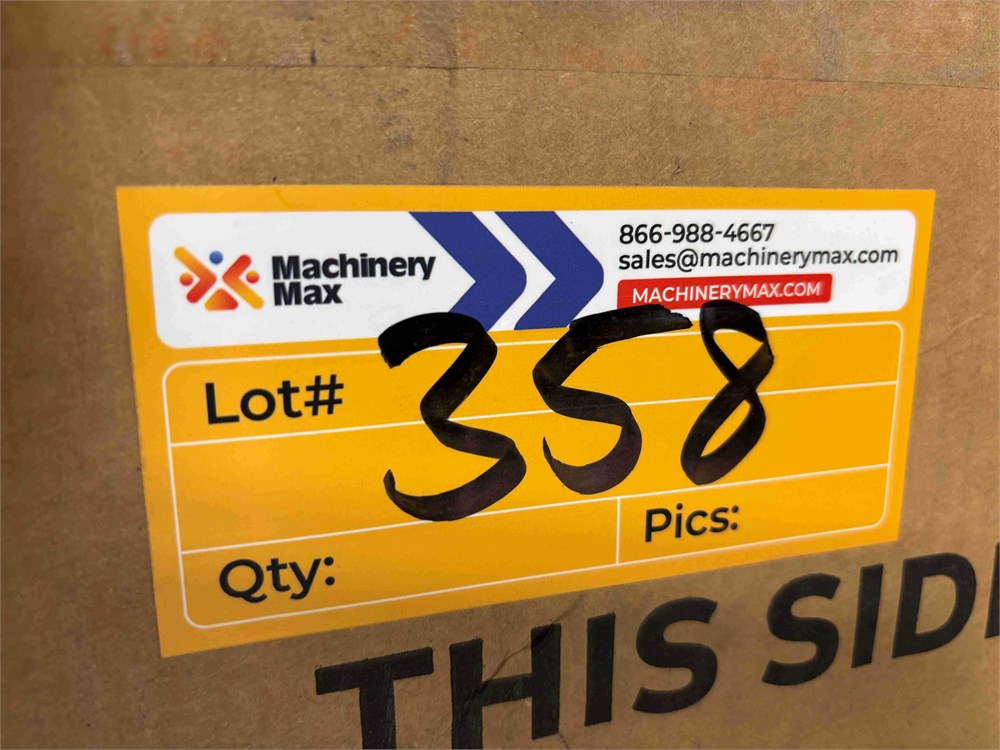 Machinery
Max
866-988-4667
sales@machinerymax.com
MACHINERYMAX.COM
Lot# 358
Qty:
Pics:
THIS SID